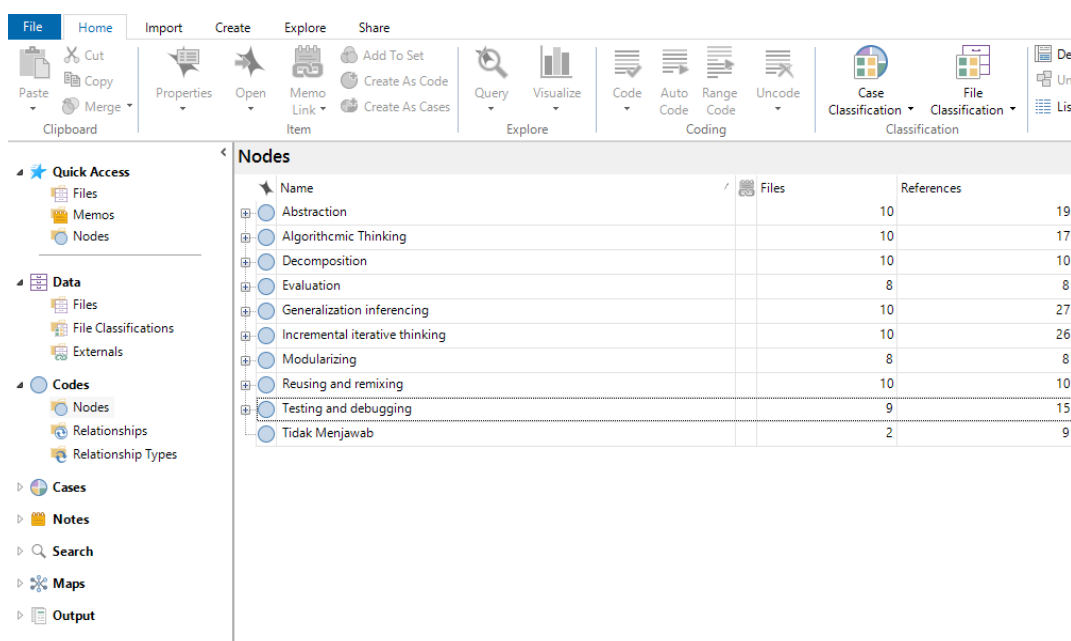 File Home Import Create Explore Share
Cut
Copy
Merge
Paste
Clipboard
Properties
Open
Memo Link
Add To Set
Create As Code
Create As Cases
Item
Query
Visualize
Explore
Code
Auto Code
Range Code
Uncode
Coding
Case Classification
File Classification
Classification
De
Un
Lis
Quick Access
Files
Memos
Nodes
Data
Files
File Classifications
Externals
Codes
Nodes
Relationships
Relationship Types
Cases
Notes
Search
Maps
Output
Nodes
Name Files References
Abstraction 10 19
Algorithcmic Thinking 10 17
Decomposition 10 10
Evaluation 8 8
Generalization inferencing 10 27
Incremental iterative thinking 10 26
Modularizing 8 8
Reusing and remixing 10 10
Testing and debugging 9 15
Tidak Menjawab 2 9